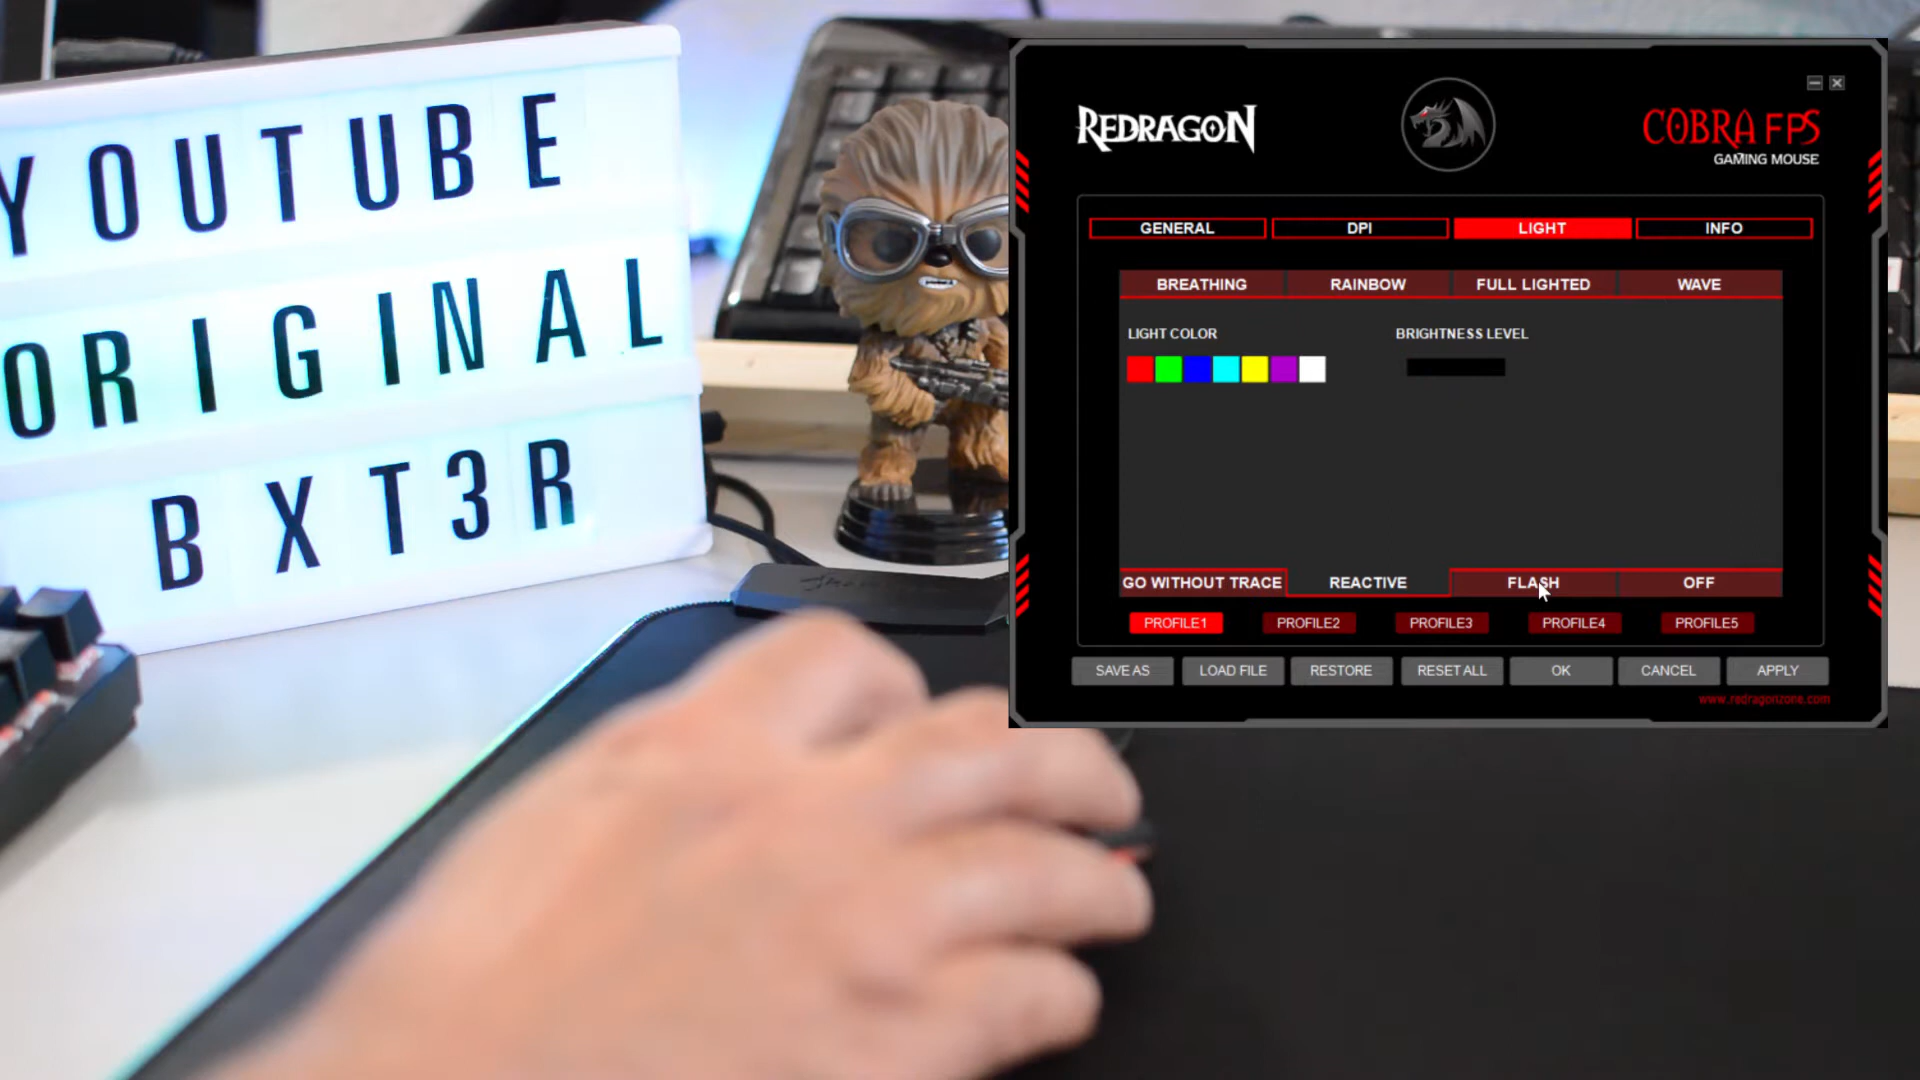 YOUTUBE
ORIGINAL
BXT3R
REDRAGON
COBRA FPS
GAMING MOUSE
GENERAL DPI LIGHT INFO
BREATHING RAINBOW FULL LIGHTED WAVE
LIGHT COLOR BRIGHTNESS LEVEL
GO WITHOUT TRACE REACTIVE FLASH OFF
PROFILE1 PROFILE2 PROFILE3 PROFILE4 PROFILE5
SAVE AS LOAD FILE RESTORE RESET ALL OK CANCEL APPLY
www.redragonzone.com